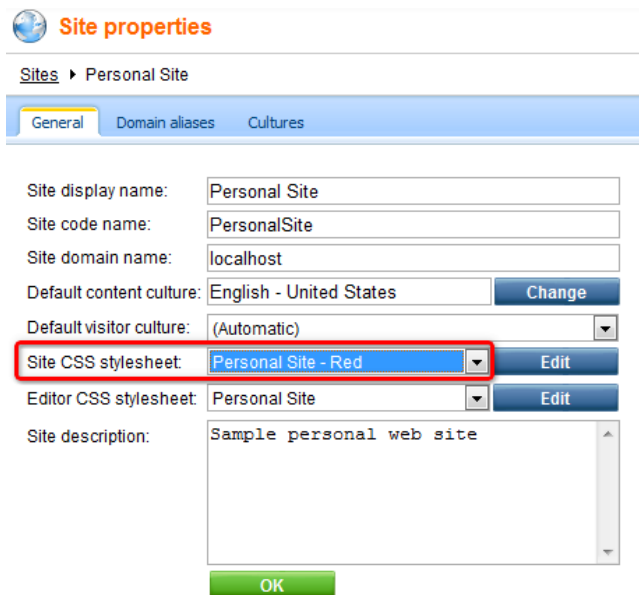 Site properties
Sites ▸ Personal Site
General Domain aliases Cultures
Site display name: Personal Site
Site code name: PersonalSite
Site domain name: localhost
Default content culture: English - United States Change
Default visitor culture: (Automatic)
Site CSS stylesheet: Personal Site - Red Edit
Editor CSS stylesheet: Personal Site Edit
Site description: Sample personal web site
OK